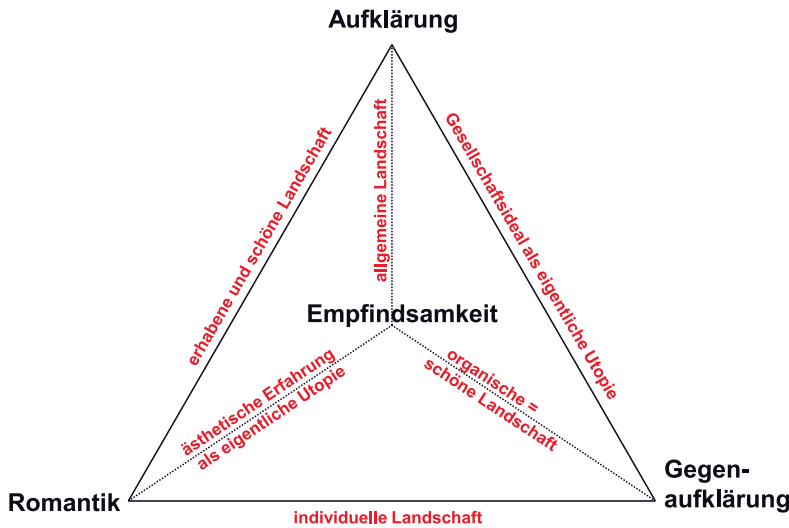 Aufklärung
erhabene und schöne Landschaft
allgemeine Landschaft
Gesellschaftsideal als eigentliche Utopie
Empfindsamkeit
ästhetische Erfahrung
als eigentliche Utopie
organische =
schöne Landschaft
Romantik
Gegen-
aufklärung
individuelle Landschaft